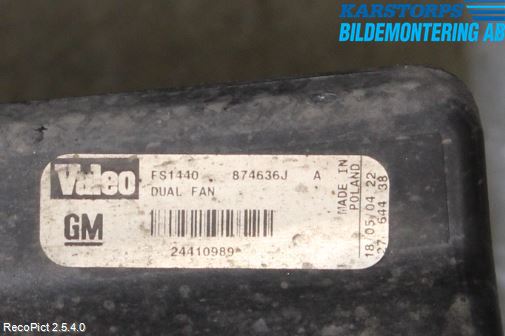 KARSTORPS
BILDEMONTERING AB
Valeo
FS1440 874636J A
DUAL FAN
GM
24410989
MADE IN
POLAND
18.05.04.22
27 644 38
RecoPict 2.5.4.0